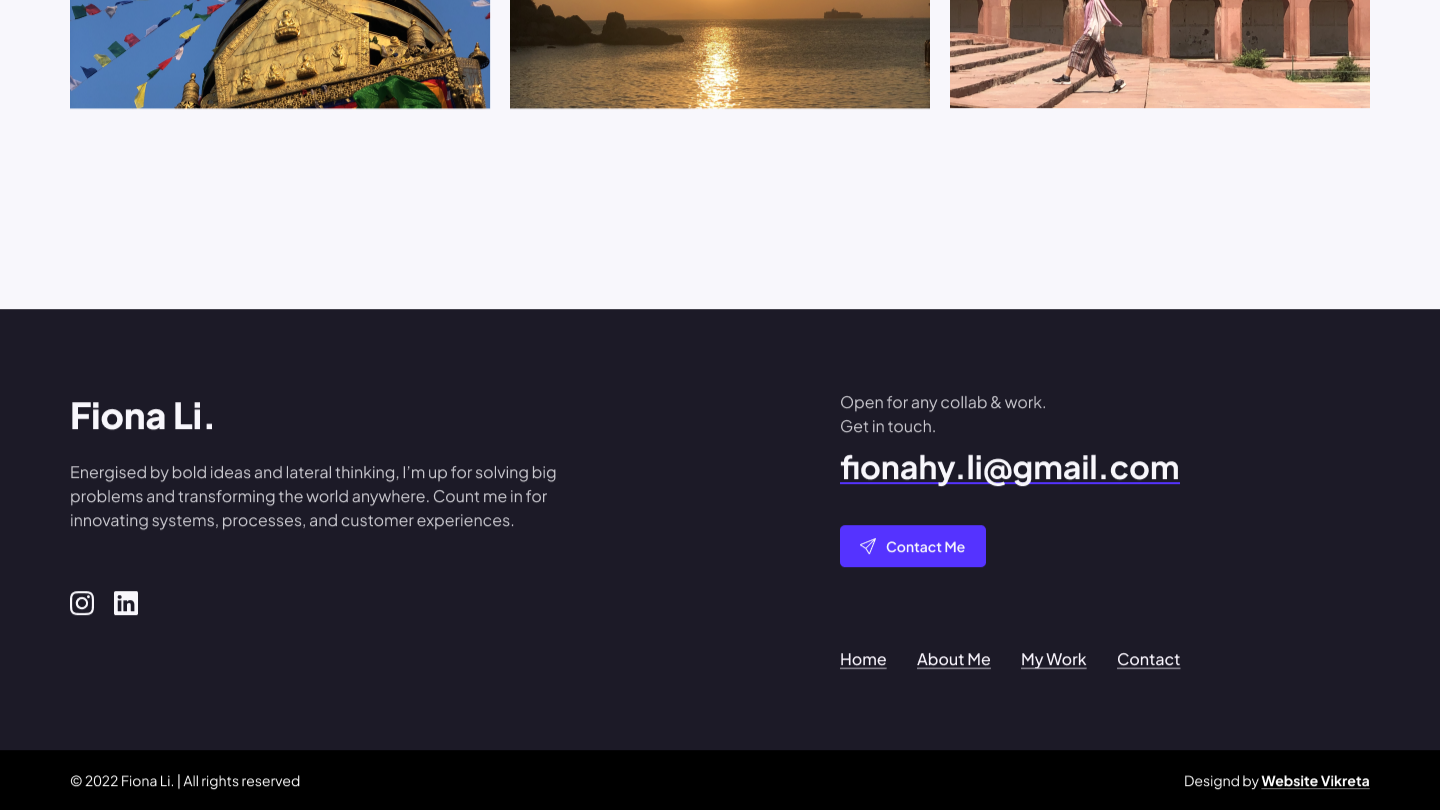 Fiona Li.
Energised by bold ideas and lateral thinking, I’m up for solving big
problems and transforming the world anywhere. Count me in for
innovating systems, processes, and customer experiences.
Open for any collab & work.
Get in touch.
fionahy.li@gmail.com
Contact Me
Home
About Me
My Work
Contact
© 2022 Fiona Li. | All rights reserved
Designd by Website Vikreta